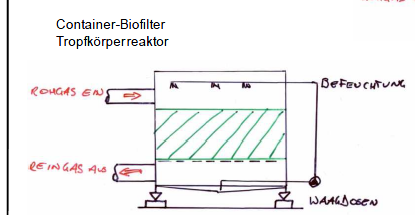 Container-Biofilter
Tropfkörperreaktor
BEFEUCHTUNG
ROHGAS EIN
REINGAS AUS
WAAGDOSEN